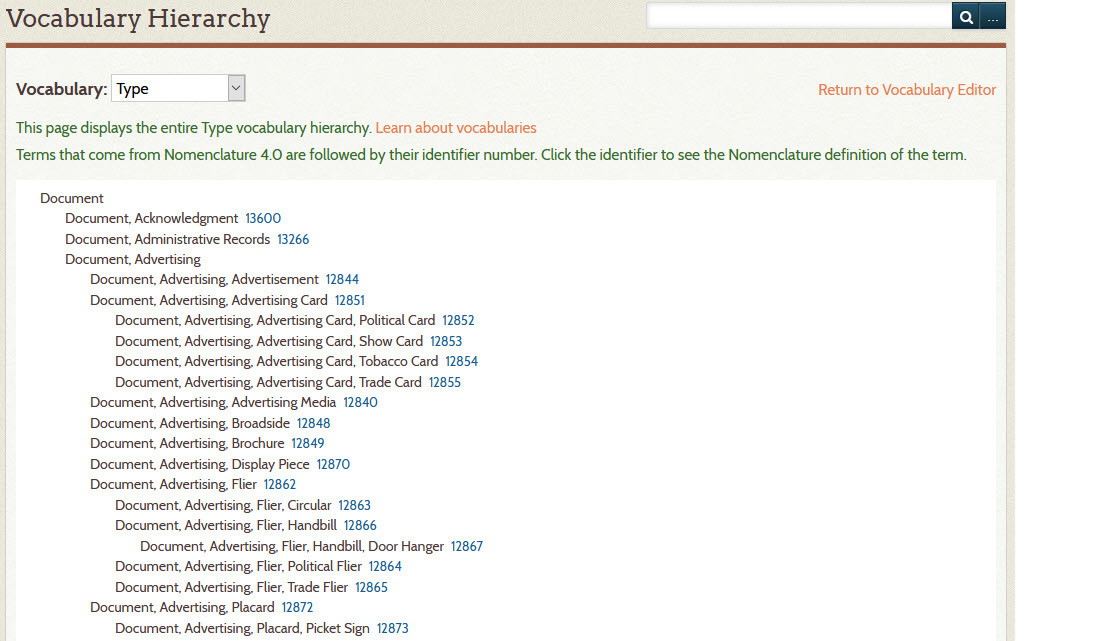 Vocabulary Hierarchy
...
Vocabulary: Type
Return to Vocabulary Editor
This page displays the entire Type vocabulary hierarchy. Learn about vocabularies
Terms that come from Nomenclature 4.0 are followed by their identifier number. Click the identifier to see the Nomenclature definition of the term.
Document
Document, Acknowledgment 13600
Document, Administrative Records 13266
Document, Advertising
Document, Advertising, Advertisement 12844
Document, Advertising, Advertising Card 12851
Document, Advertising, Advertising Card, Political Card 12852
Document, Advertising, Advertising Card, Show Card 12853
Document, Advertising, Advertising Card, Tobacco Card 12854
Document, Advertising, Advertising Card, Trade Card 12855
Document, Advertising, Advertising Media 12840
Document, Advertising, Broadside 12848
Document, Advertising, Brochure 12849
Document, Advertising, Display Piece 12870
Document, Advertising, Flier 12862
Document, Advertising, Flier, Circular 12863
Document, Advertising, Flier, Handbill 12866
Document, Advertising, Flier, Handbill, Door Hanger 12867
Document, Advertising, Flier, Political Flier 12864
Document, Advertising, Flier, Trade Flier 12865
Document, Advertising, Placard 12872
Document, Advertising, Placard, Picket Sign 12873